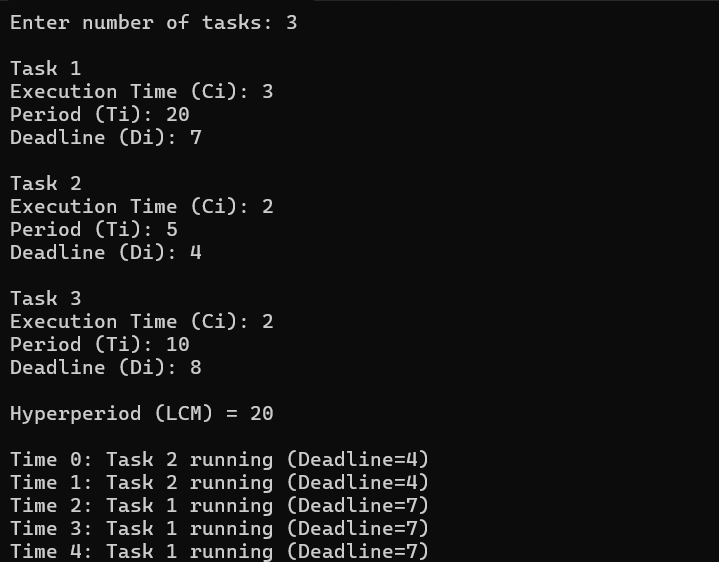 Enter number of tasks: 3
Task 1
Execution Time (Ci): 3
Period (Ti): 20
Deadline (Di): 7
Task 2
Execution Time (Ci): 2
Period (Ti): 5
Deadline (Di): 4
Task 3
Execution Time (Ci): 2
Period (Ti): 10
Deadline (Di): 8
Hyperperiod (LCM) = 20
Time 0: Task 2 running (Deadline=4)
Time 1: Task 2 running (Deadline=4)
Time 2: Task 1 running (Deadline=7)
Time 3: Task 1 running (Deadline=7)
Time 4: Task 1 running (Deadline=7)